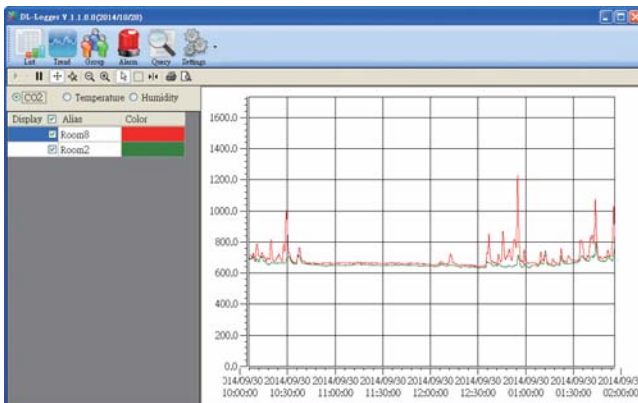 DL-Logger V 1.1.0.0(2014/10/20)
List Trend Group Alarm Query Settings
CO2 Temperature Humidity
Display Alias Color
Room8
Room2
1600.0
1400.0
1200.0
1000.0
800.0
600.0
400.0
200.0
0.0
014/09/30 2014/09/30 2014/09/30 2014/09/30 2014/09/30 2014/09/30 2014/09/30 2014/09/30 2014/09/3
10:00:00 10:30:00 11:00:00 11:30:00 12:00:00 12:30:00 01:00:00 01:30:00 02:00:00